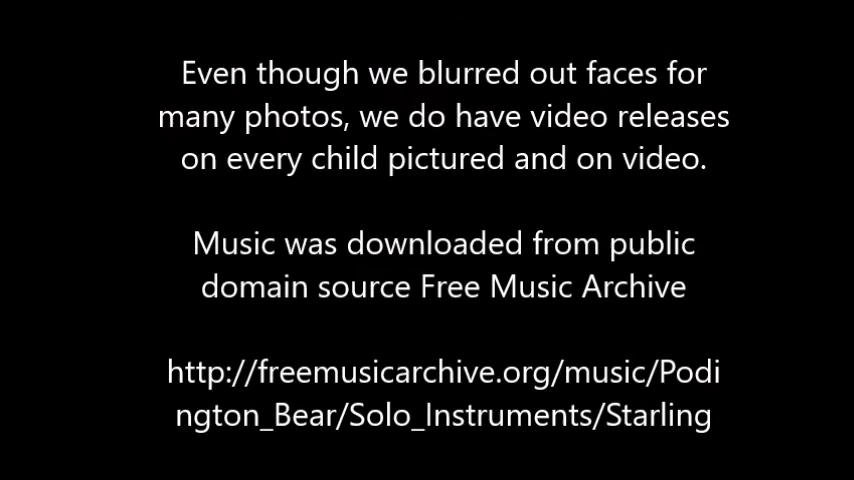 Even though we blurred out faces for
many photos, we do have video releases
on every child pictured and on video.
Music was downloaded from public
domain source Free Music Archive
http://freemusicarchive.org/music/Podi
ngton_Bear/Solo_Instruments/Starling